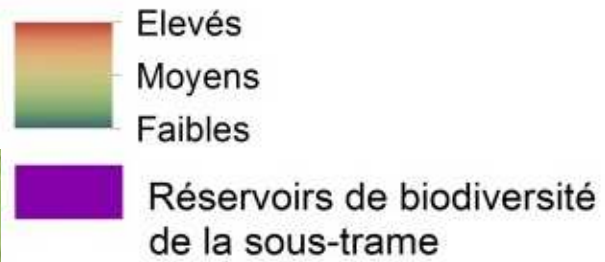 Elevés
Moyens
Faibles
Réservoirs de biodiversité
de la sous-trame